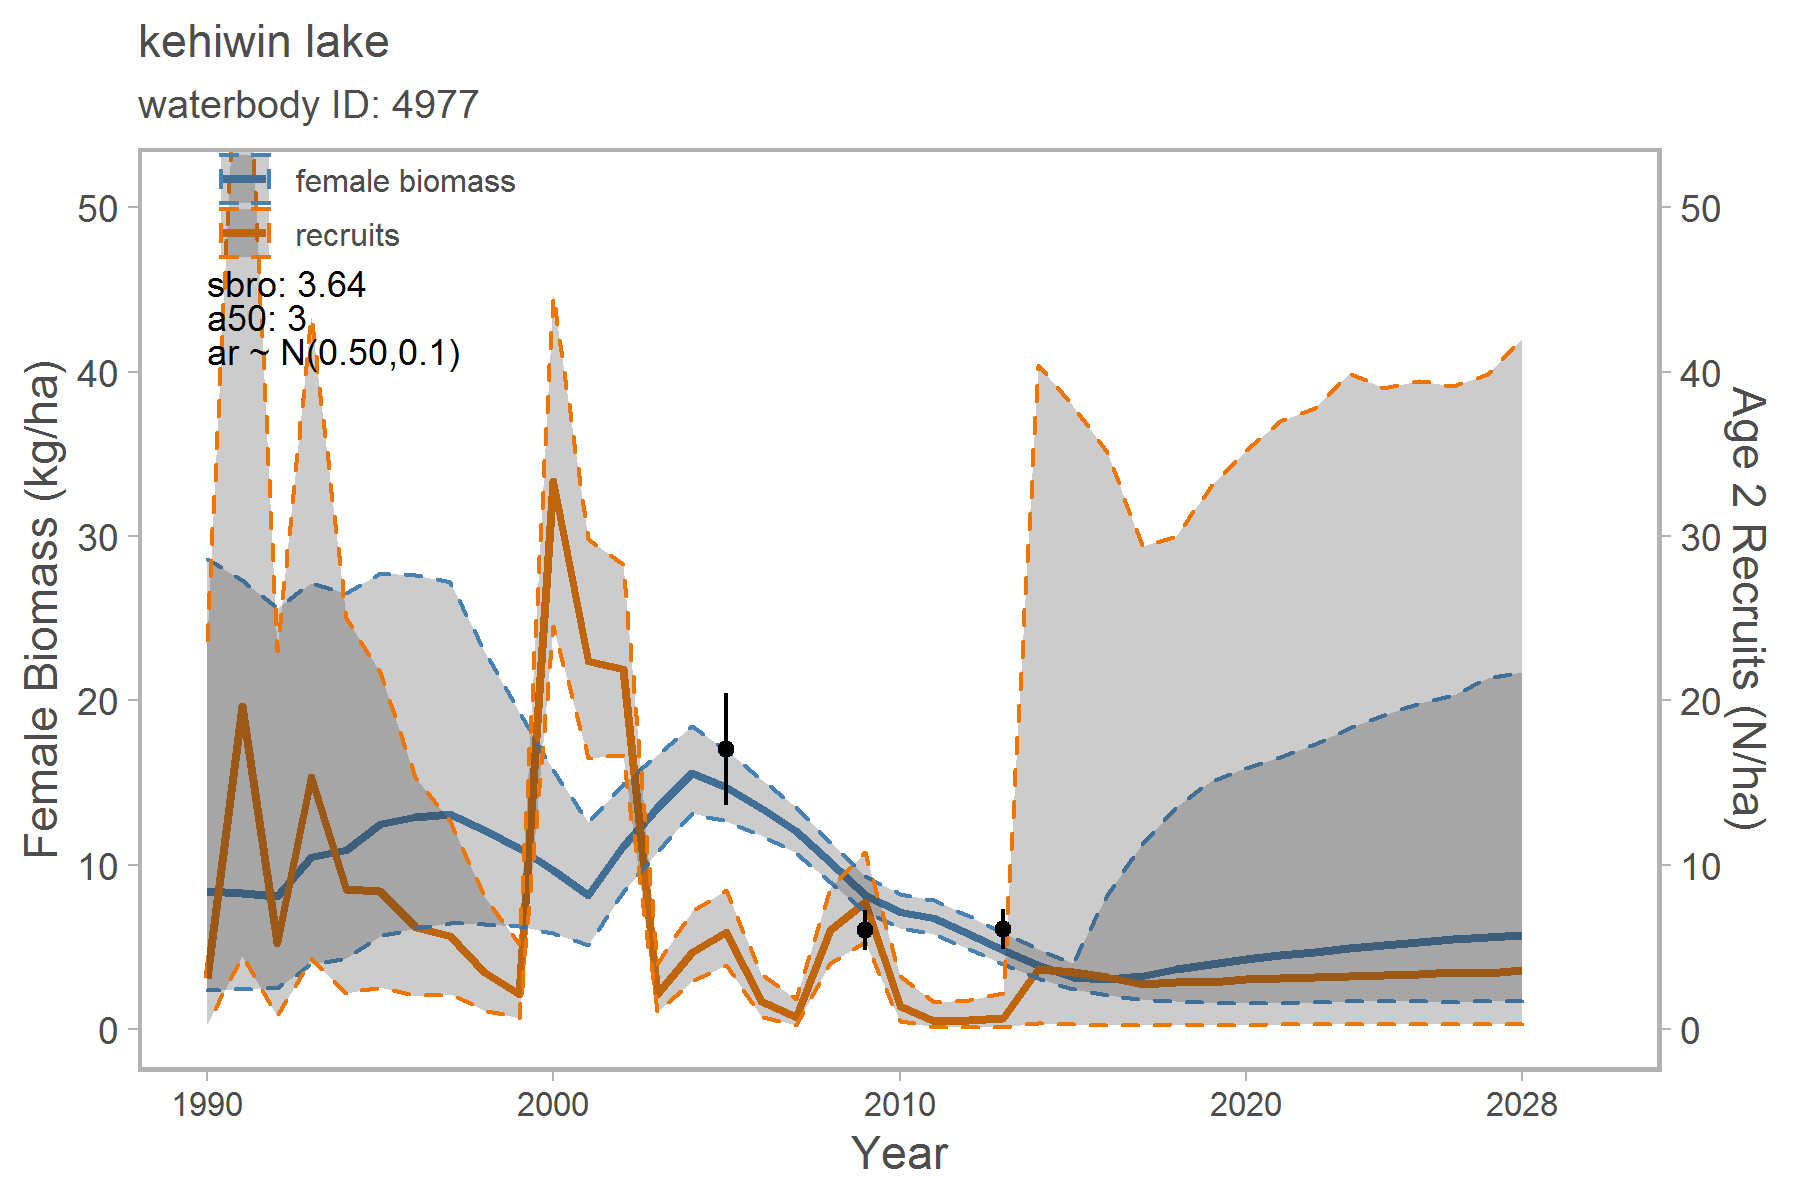 kehiwin lake
waterbody ID: 4977
female biomass
recruits
sbro: 3.64
a50: 3
ar ~ N(0.50,0.1)
Female Biomass (kg/ha)
50
40
30
20
10
0
50
40
30
20
10
0
Age 2 Recruits (N/ha)
1990
2000
2010
2020
2028
Year